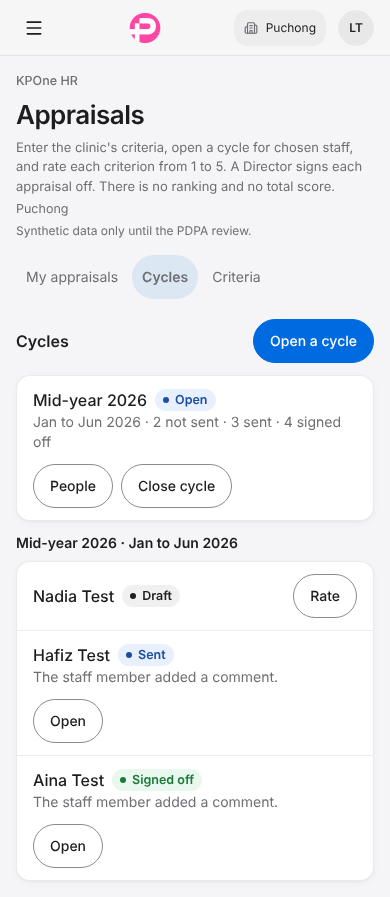 Puchong
LT
KPOne HR
Appraisals
Enter the clinic's criteria, open a cycle for chosen staff,
and rate each criterion from 1 to 5. A Director signs each
appraisal off. There is no ranking and no total score.
Puchong
Synthetic data only until the PDPA review.
My appraisals Cycles Criteria
Cycles Open a cycle
Mid-year 2026 Open
Jan to Jun 2026 · 2 not sent · 3 sent · 4 signed
off
People Close cycle
Mid-year 2026 · Jan to Jun 2026
Nadia Test Draft Rate
Hafiz Test Sent
The staff member added a comment.
Open
Aina Test Signed off
The staff member added a comment.
Open